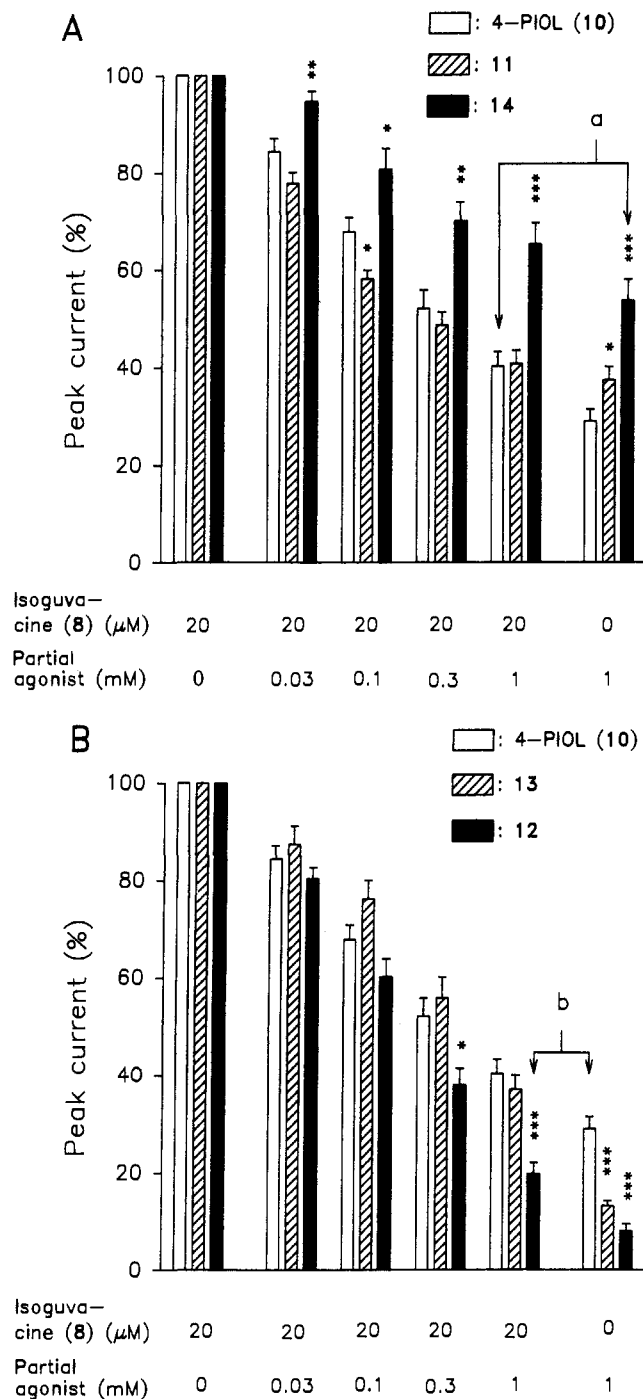 A
□: 4-PIOL (10)
▨: 11
■: 14
Peak current (%)
100
80
60
40
20
0
**
*
*
**
***
*
***
a
Isoguva-
cine (8) (μM) 20 20 20 20 20 0
Partial
agonist (mM) 0 0.03 0.1 0.3 1 1
B
□: 4-PIOL (10)
▨: 13
■: 12
Peak current (%)
100
80
60
40
20
0
*
***
***
***
b
Isoguva-
cine (8) (μM) 20 20 20 20 20 0
Partial
agonist (mM) 0 0.03 0.1 0.3 1 1